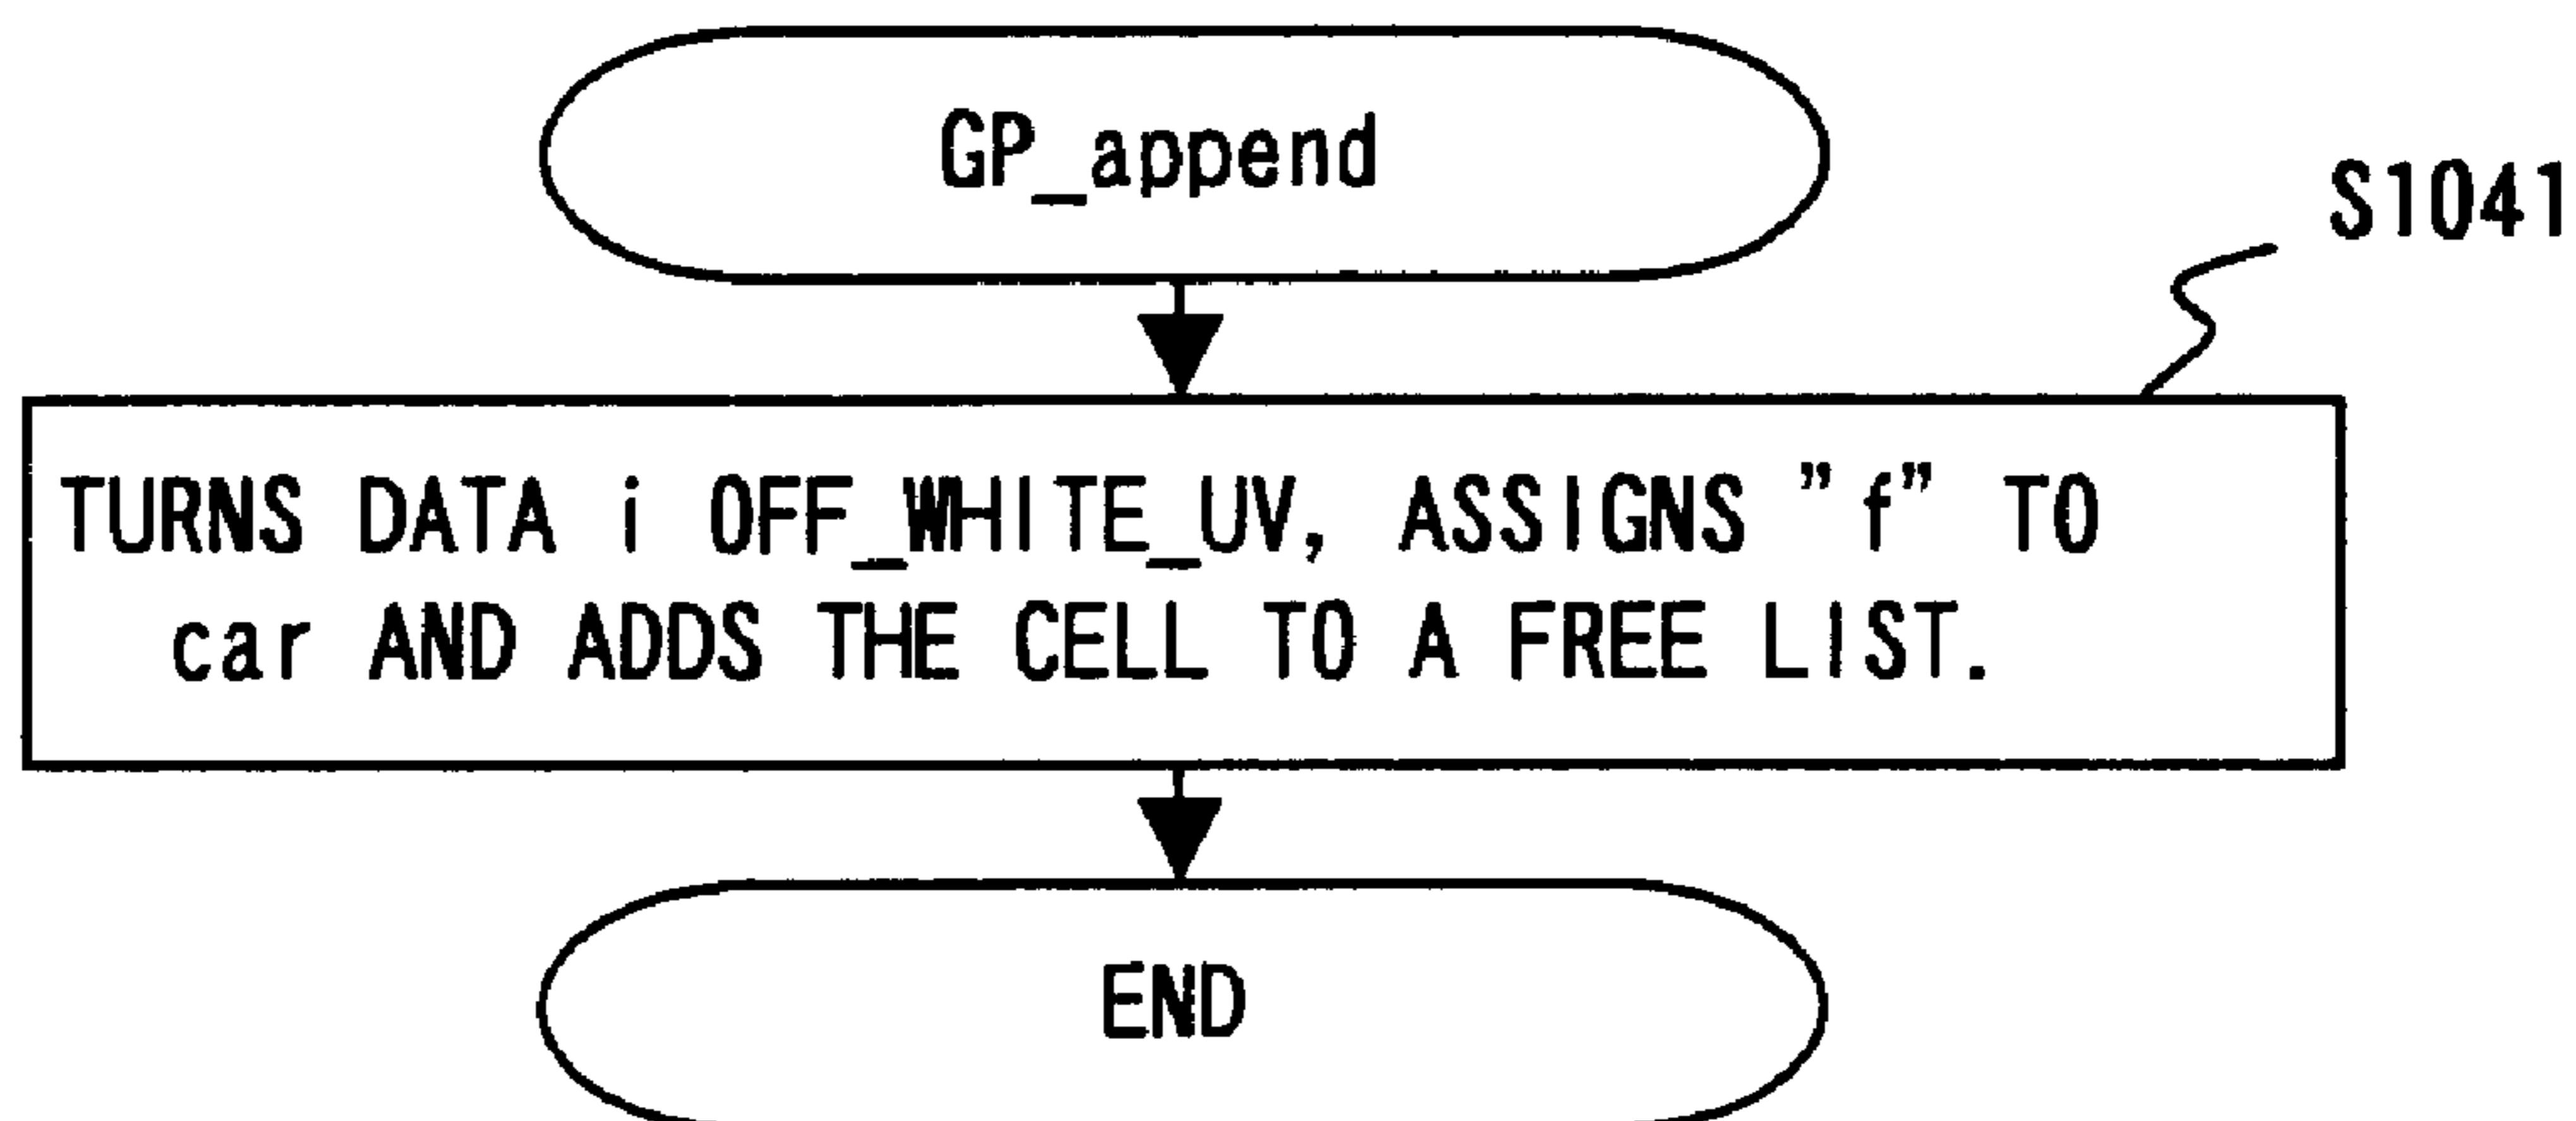 GP_append
S1041
TURNS DATA i OFF_WHITE_UV, ASSIGNS ”f” TO
car AND ADDS THE CELL TO A FREE LIST.
END